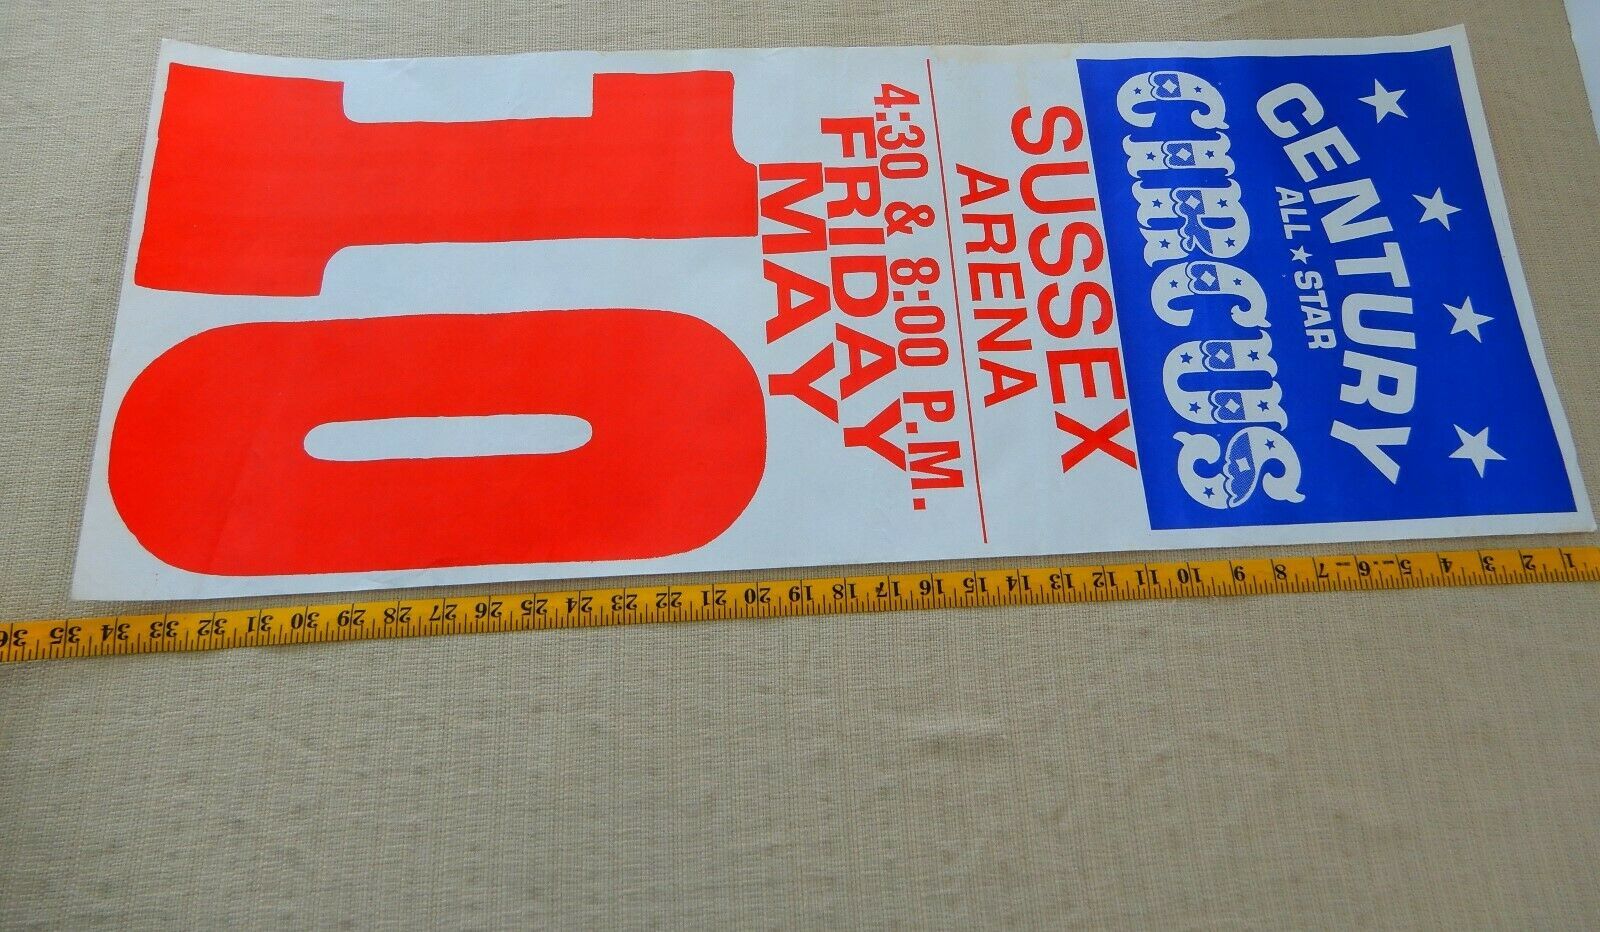 CENTURY
ALL ★ STAR
CIRCUS
SUSSEX
ARENA
4:30 & 8:00 P.M.
FRIDAY
MAY
10
1 2 3 4 5 6 7 8 9 10 11 12 13 14 15 16 17 18 19 20 21 22 23 24 25 26 27 28 29 30 31 32 33 34 35 36